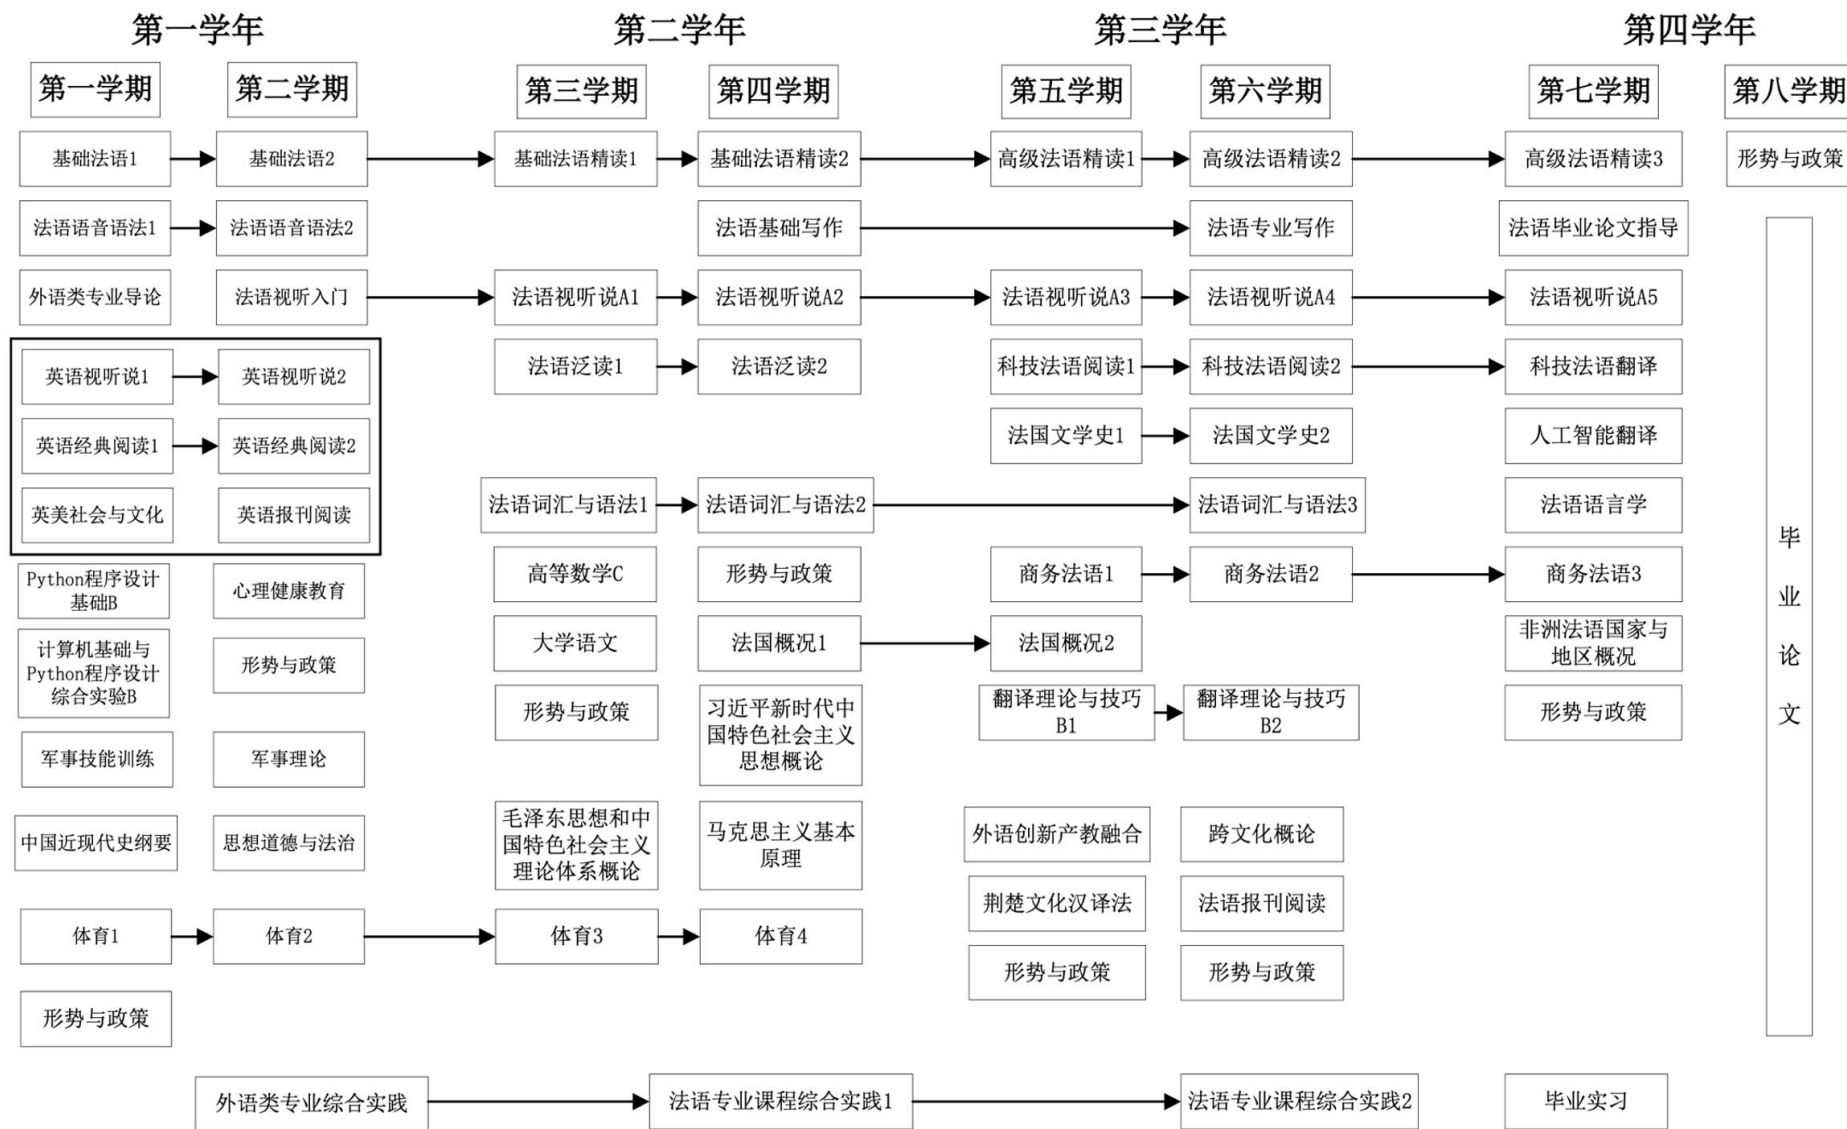 第一学年 第二学年 第三学年 第四学年
第一学期 第二学期 第三学期 第四学期 第五学期 第六学期 第七学期 第八学期
基础法语1 基础法语2 基础法语精读1 基础法语精读2 高级法语精读1 高级法语精读2 高级法语精读3 形势与政策
法语语音语法1 法语语音语法2 法语基础写作 法语专业写作 法语毕业论文指导
外语类专业导论 法语视听入门 法语视听说A1 法语视听说A2 法语视听说A3 法语视听说A4 法语视听说A5
英语视听说1 英语视听说2 法语泛读1 法语泛读2 科技法语阅读1 科技法语阅读2 科技法语翻译
英语经典阅读1 英语经典阅读2 法国文学史1 法国文学史2 人工智能翻译
英美社会与文化 英语报刊阅读 法语词汇与语法1 法语词汇与语法2 法语词汇与语法3 法语语言学
Python程序设计
基础B
心理健康教育 高等数学C 形势与政策 商务法语1 商务法语2 商务法语3
计算机基础与
Python程序设计
综合实验B
形势与政策 大学语文 法国概况1 法国概况2
非洲法语国家与
地区概况
形势与政策
习近平新时代中
国特色社会主义
思想概论
翻译理论与技巧
B1
翻译理论与技巧
B2
形势与政策
军事技能训练 军事理论
中国近现代史纲要 思想道德与法治
毛泽东思想和中
国特色社会主义
理论体系概论
马克思主义基本
原理
外语创新产教融合 跨文化概论
荆楚文化汉译法 法语报刊阅读
体育1 体育2 体育3 体育4
形势与政策 形势与政策
形势与政策
毕
业
论
文
外语类专业综合实践 法语专业课程综合实践1 法语专业课程综合实践2 毕业实习